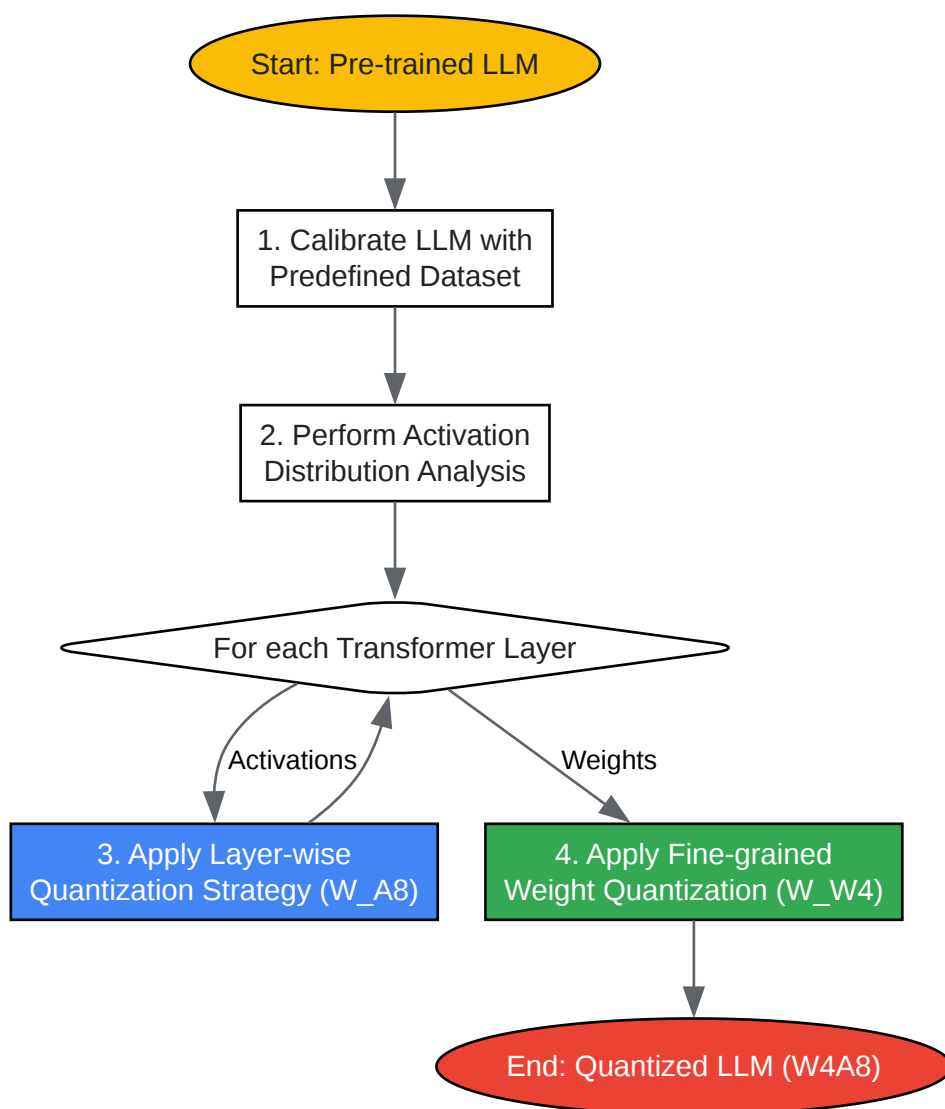 Start: Pre-trained LLM
1. Calibrate LLM with
Predefined Dataset
2. Perform Activation
Distribution Analysis
For each Transformer Layer
Activations
Weights
3. Apply Layer-wise
Quantization Strategy (W_A8)
4. Apply Fine-grained
Weight Quantization (W_W4)
End: Quantized LLM (W4A8)